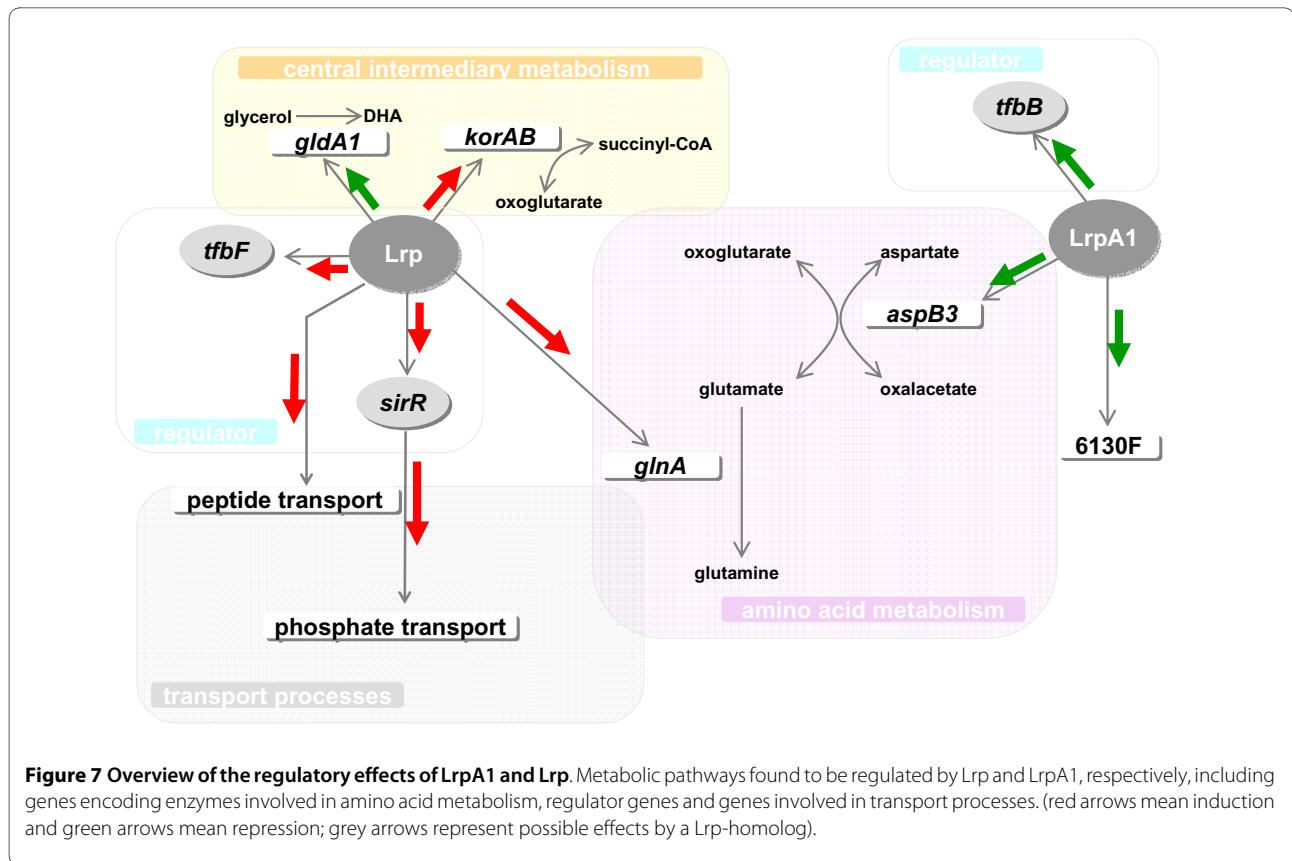 central intermediary metabolism
glycerol
DHA
gldA1
korAB
succinyl-CoA
oxoglutarate
regulator
tfbB
tfbF
Lrp
LrpA1
oxoglutarate
aspartate
aspB3
sirR
glutamate
oxalacetate
regulator
glnA
6130F
peptide transport
glutamine
amino acid metabolism
phosphate transport
transport processes
Figure 7 Overview of the regulatory effects of LrpA1 and Lrp. Metabolic pathways found to be regulated by Lrp and LrpA1, respectively, including
genes encoding enzymes involved in amino acid metabolism, regulator genes and genes involved in transport processes. (red arrows mean induction
and green arrows mean repression; grey arrows represent possible effects by a Lrp-homolog).